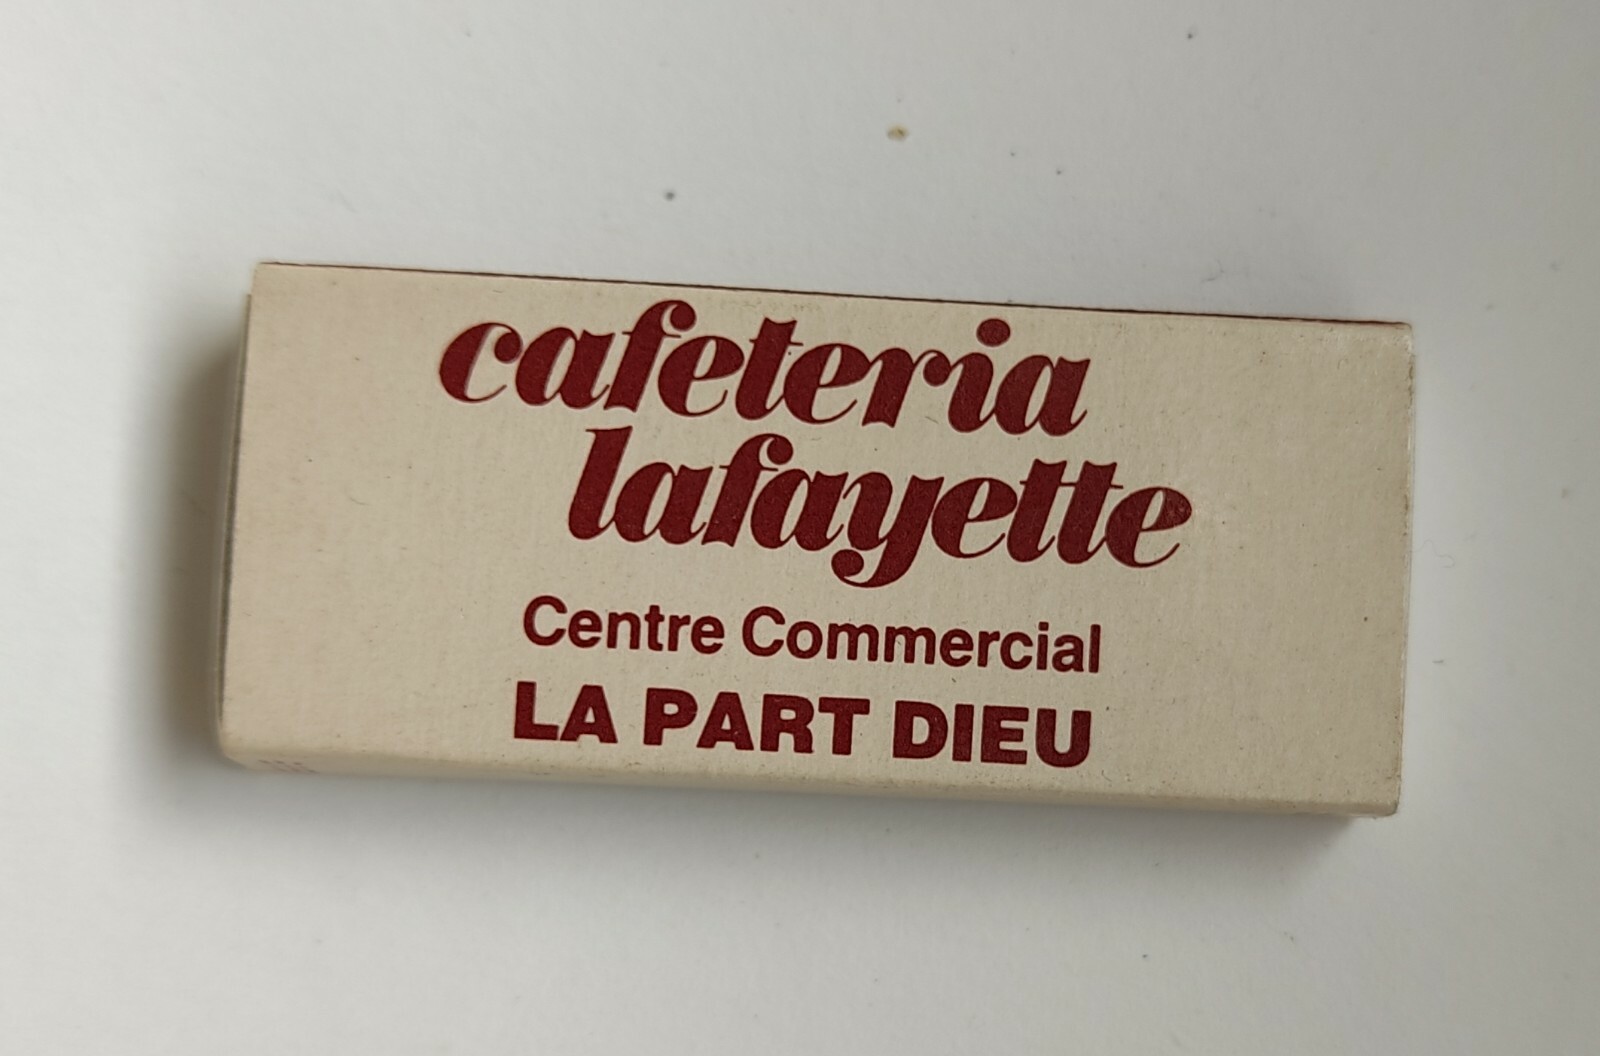 cafeteria
lafayette
Centre Commercial
LA PART DIEU